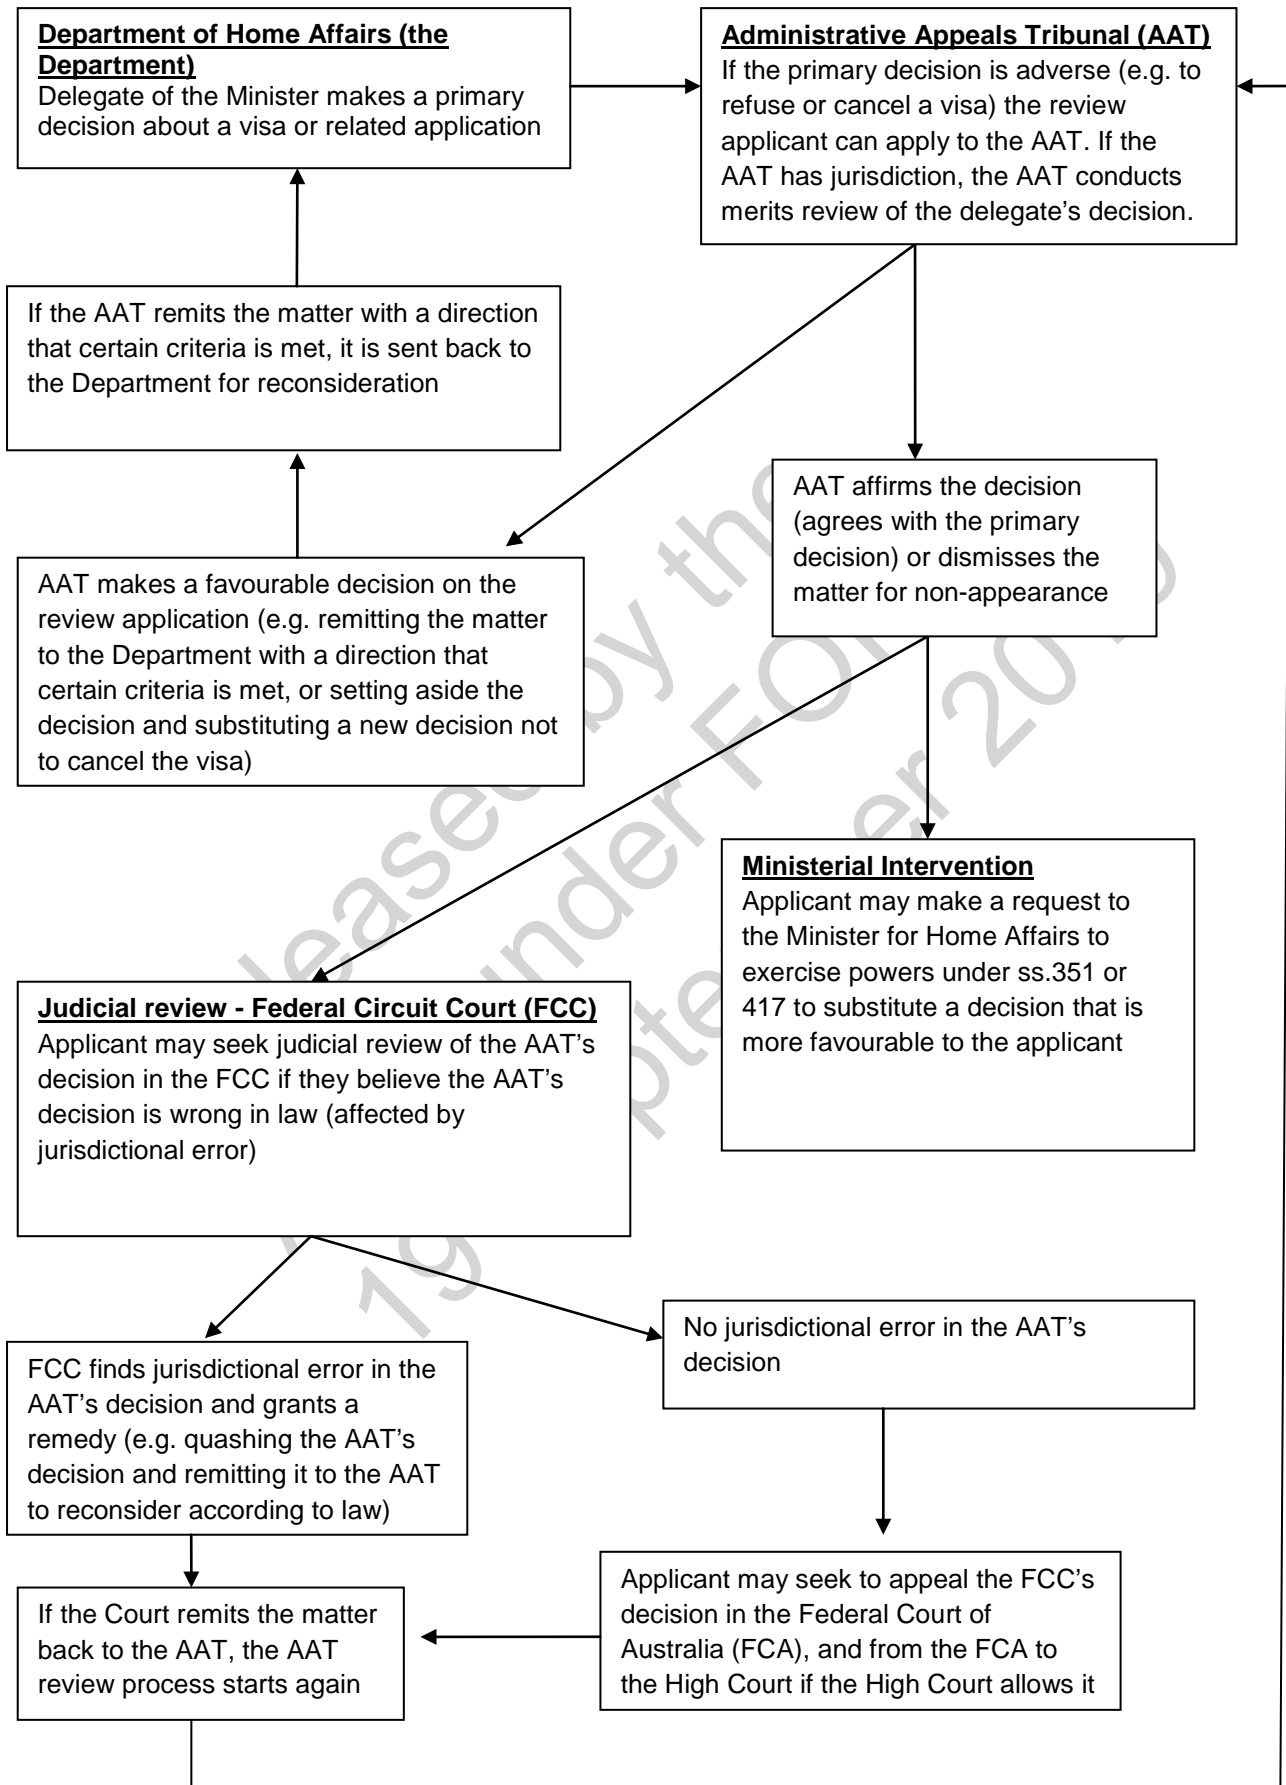 Department of Home Affairs (the
Department)
Delegate of the Minister makes a primary
decision about a visa or related application
Administrative Appeals Tribunal (AAT)
If the primary decision is adverse (e.g. to
refuse or cancel a visa) the review
applicant can apply to the AAT. If the
AAT has jurisdiction, the AAT conducts
merits review of the delegate’s decision.
If the AAT remits the matter with a direction
that certain criteria is met, it is sent back to
the Department for reconsideration
AAT affirms the decision
(agrees with the primary
decision) or dismisses the
matter for non-appearance
AAT makes a favourable decision on the
review application (e.g. remitting the matter
to the Department with a direction that
certain criteria is met, or setting aside the
decision and substituting a new decision not
to cancel the visa)
Ministerial Intervention
Applicant may make a request to
the Minister for Home Affairs to
exercise powers under ss.351 or
417 to substitute a decision that is
more favourable to the applicant
Judicial review - Federal Circuit Court (FCC)
Applicant may seek judicial review of the AAT’s
decision in the FCC if they believe the AAT’s
decision is wrong in law (affected by
jurisdictional error)
No jurisdictional error in the AAT’s
decision
FCC finds jurisdictional error in the
AAT’s decision and grants a
remedy (e.g. quashing the AAT’s
decision and remitting it to the AAT
to reconsider according to law)
Applicant may seek to appeal the FCC’s
decision in the Federal Court of
Australia (FCA), and from the FCA to
the High Court if the High Court allows it
If the Court remits the matter
back to the AAT, the AAT
review process starts again